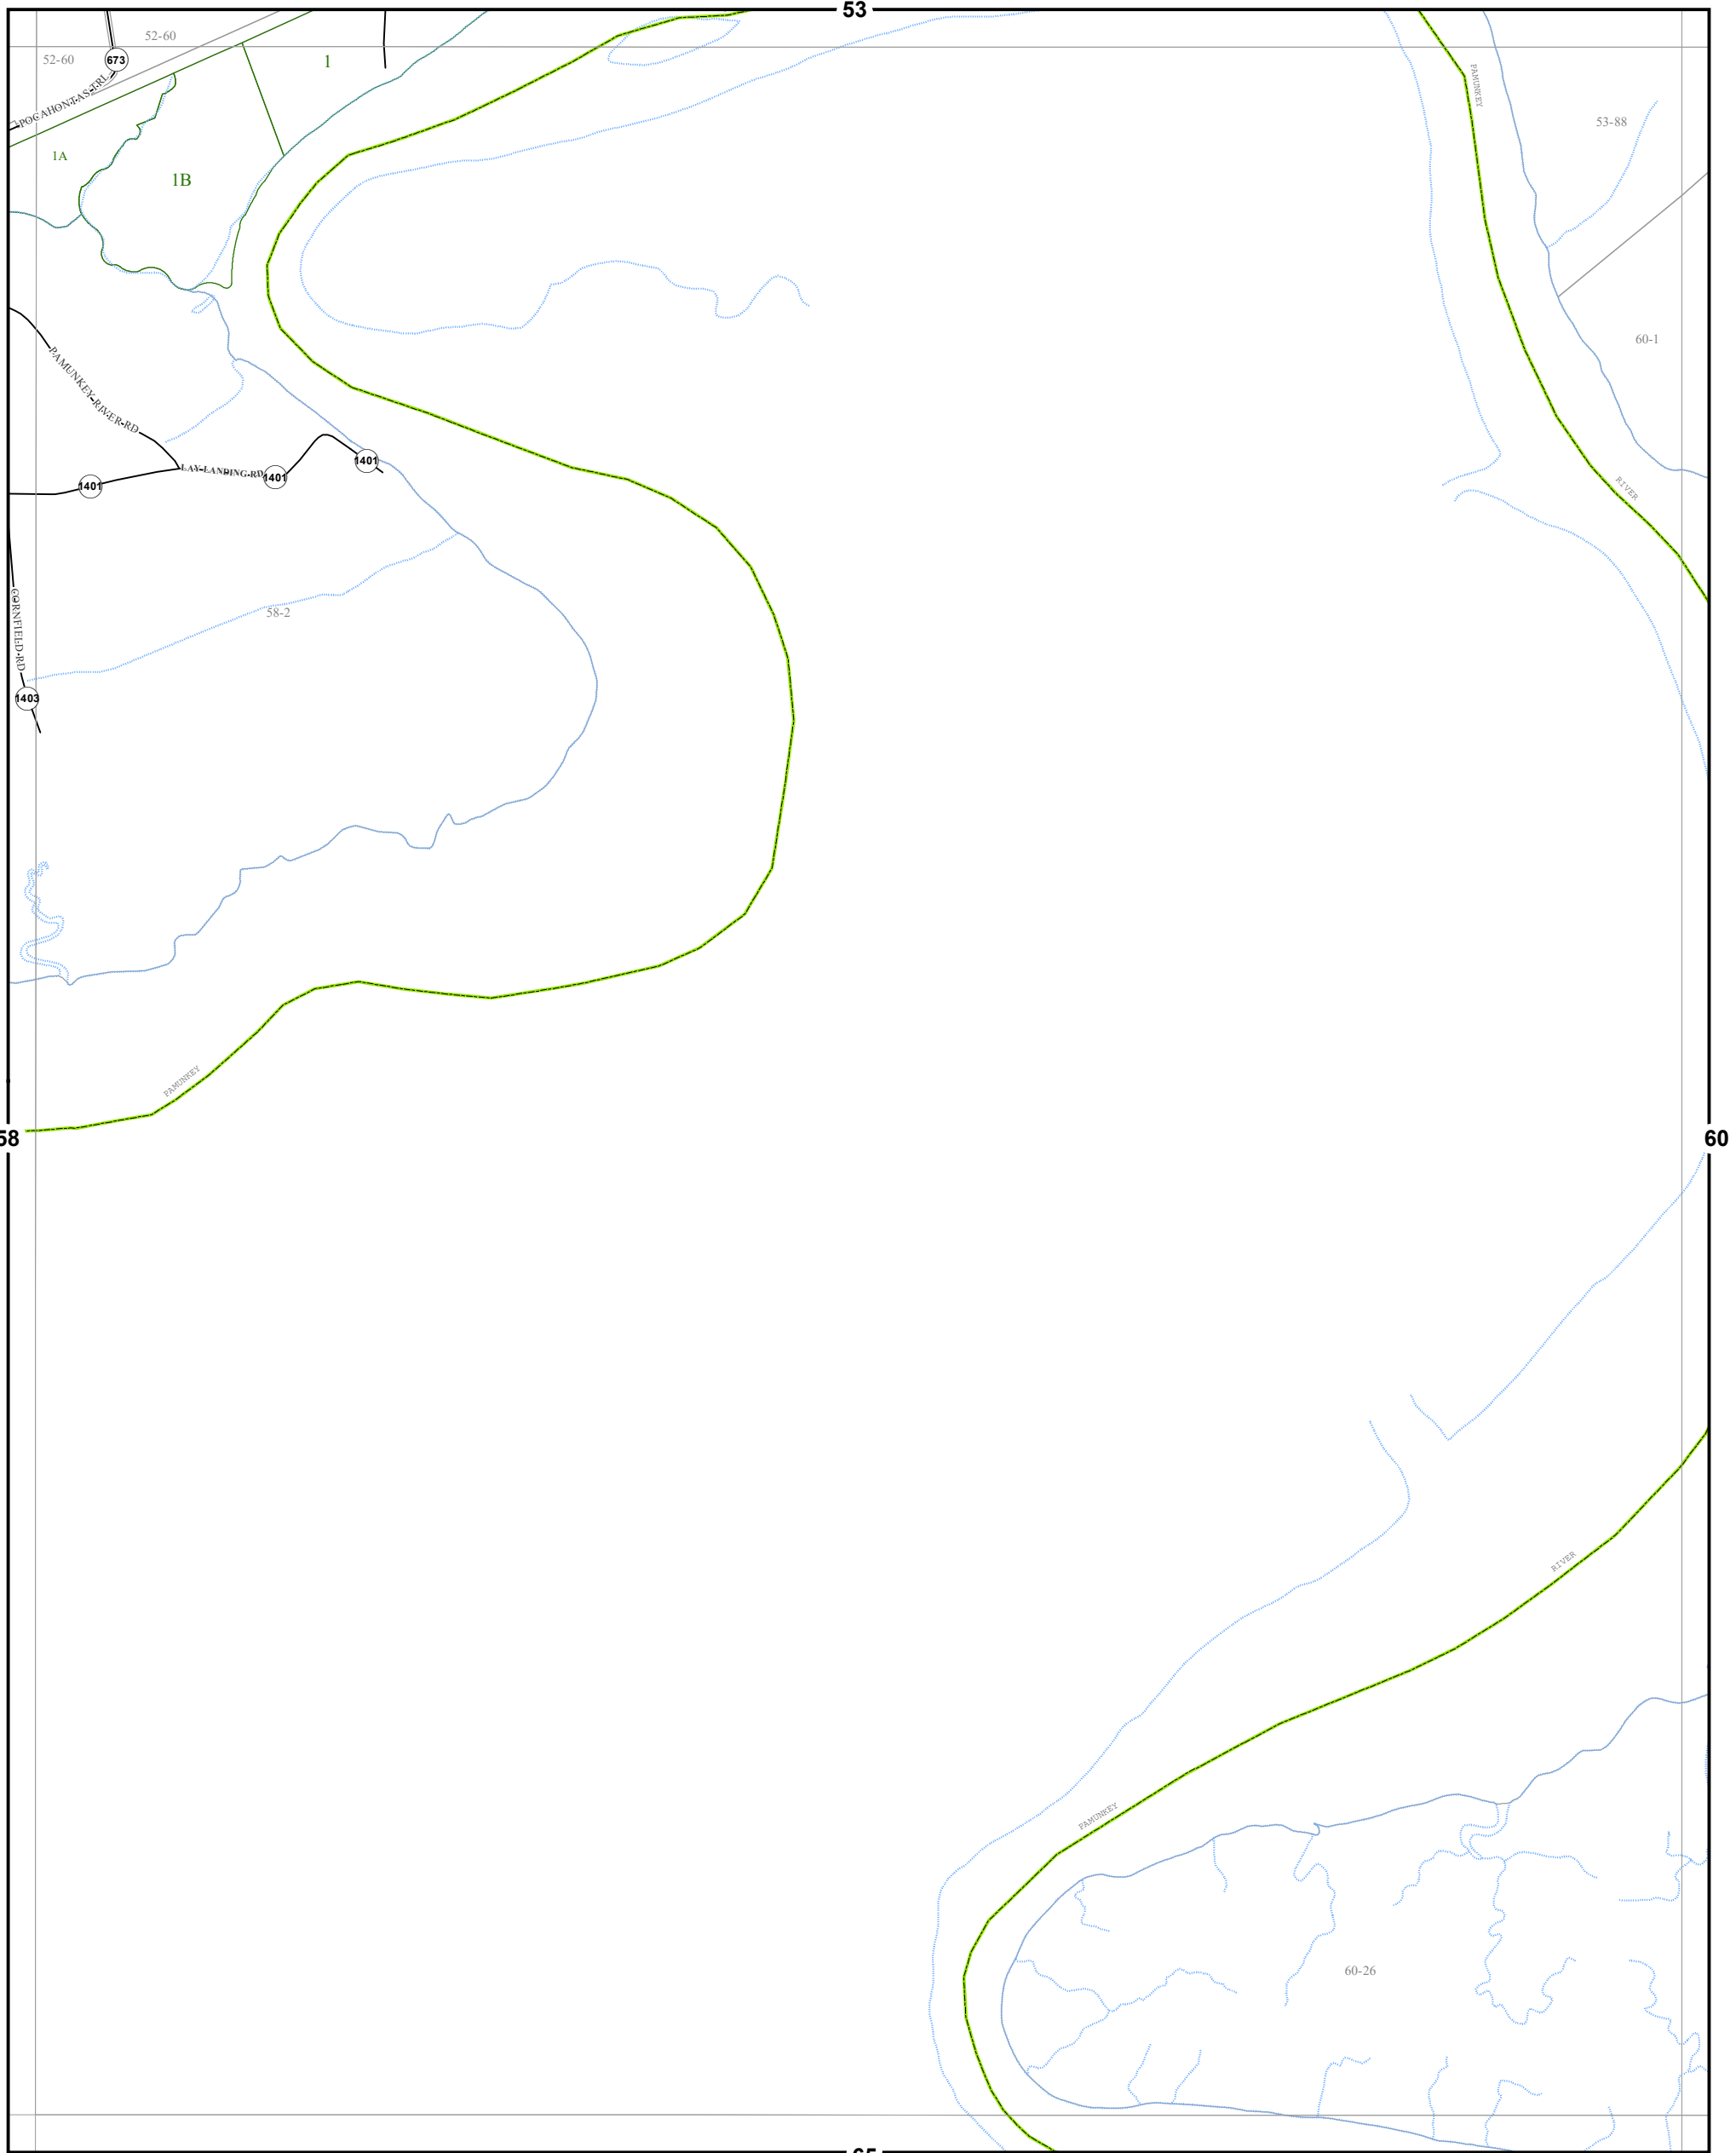 53
52-60
52-60
673
1
POCAHONTAS TRL
1A
1B
PAMUNKEY
53-88
60-1
PAMUNKEY RIVER RD
LAY LANDING RD
1401
1401
1401
RIVER
CORNFIELD RD
58-2
1403
PAMUNKEY
58
60
RIVER
PAMUNKEY
60-26
65